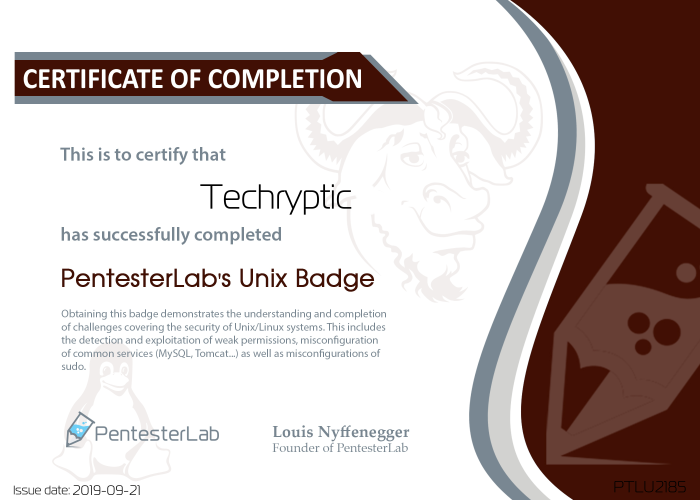 CERTIFICATE OF COMPLETION
This is to certify that
Techryptic
has successfully completed
PentesterLab's Unix Badge
Obtaining this badge demonstrates the understanding and completion
of challenges covering the security of Unix/Linux systems. This includes
the detection and exploitation of weak permissions, misconfiguration
of common services (MySQL, Tomcat...) as well as misconfigurations of
sudo.
PentesterLab
Louis Nyffenegger
Founder of PentesterLab
Issue date: 2019-09-21
PTLU2185